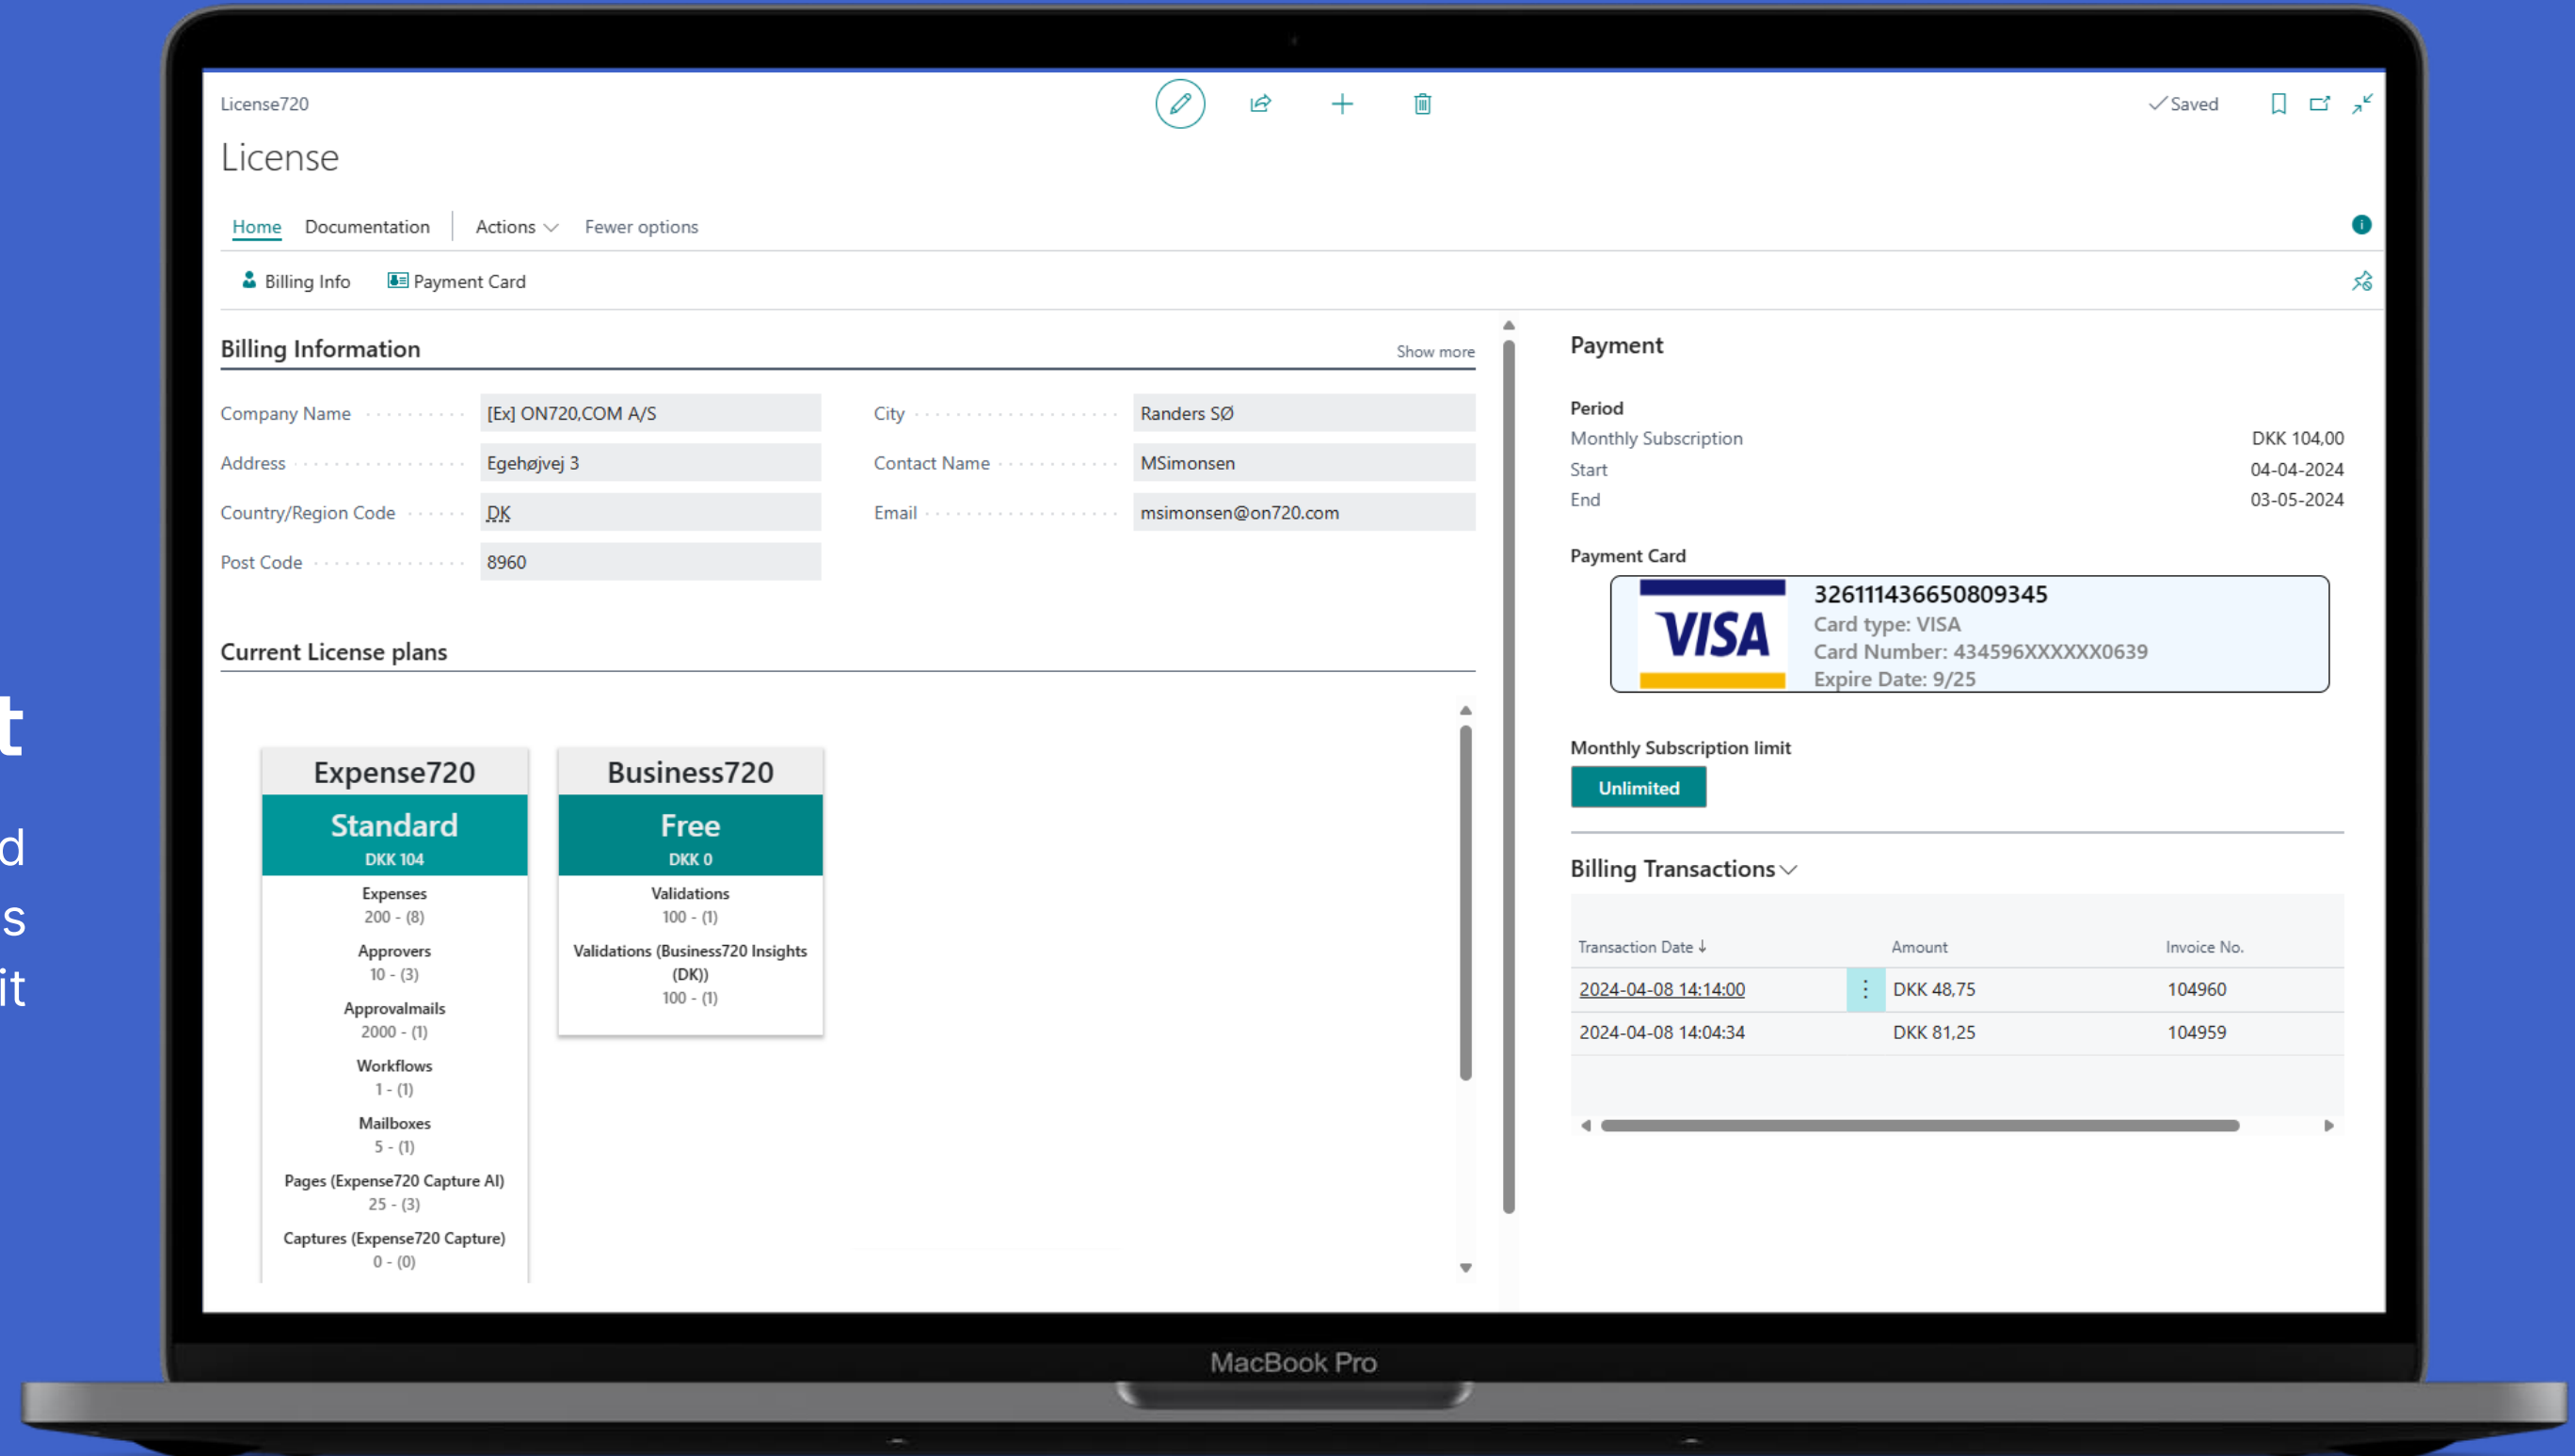 t
d
s
it
License720
Saved
License
Home Documentation Actions Fewer options
Billing Info Payment Card
Billing Information Show more
Company Name [Ex] ON720,COM A/S City Randers SØ
Address Egehøjvej 3 Contact Name MSimonsen
Country/Region Code DK Email msimonsen@on720.com
Post Code 8960
Current License plans
Expense720
Standard
DKK 104
Expenses
200 - (8)
Approvers
10 - (3)
Approvalmails
2000 - (1)
Workflows
1 - (1)
Mailboxes
5 - (1)
Pages (Expense720 Capture AI)
25 - (3)
Captures (Expense720 Capture)
0 - (0)
Business720
Free
DKK 0
Validations
100 - (1)
Validations (Business720 Insights
(DK))
100 - (1)
Payment
Period
Monthly Subscription DKK 104,00
Start 04-04-2024
End 03-05-2024
Payment Card
VISA
326111436650809345
Card type: VISA
Card Number: 434596XXXXXX0639
Expire Date: 9/25
Monthly Subscription limit
Unlimited
Billing Transactions
Transaction Date Amount Invoice No.
2024-04-08 14:14:00 DKK 48,75 104960
2024-04-08 14:04:34 DKK 81,25 104959
MacBook Pro